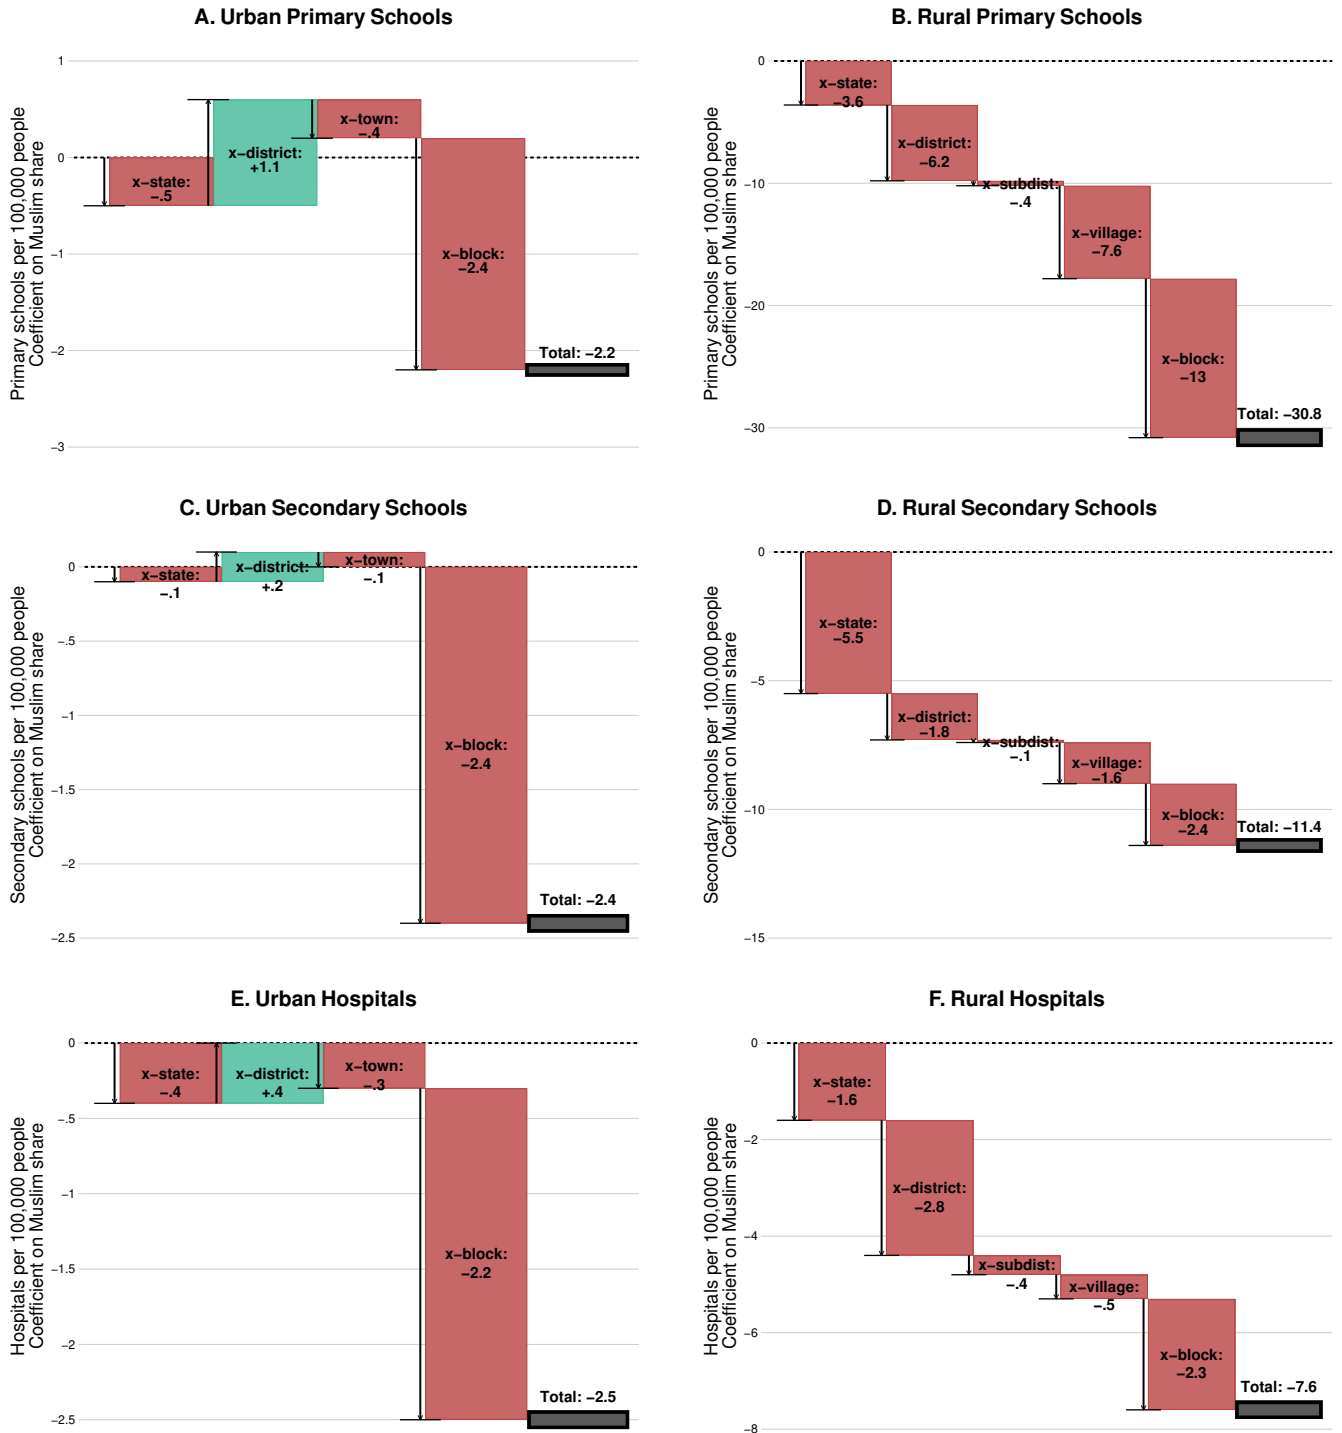 A. Urban Primary Schools
Primary schools per 100,000 people
Coefficient on Muslim share
1
0
−1
−2
−3
x−state:
−.5
x−district:
+1.1
x−town:
−.4
x−block:
−2.4
Total: −2.2
B. Rural Primary Schools
Primary schools per 100,000 people
Coefficient on Muslim share
0
−10
−20
−30
x−state:
−3.6
x−district:
−6.2
x−subdist:
−.4
x−village:
−7.6
x−block:
−13
Total: −30.8
C. Urban Secondary Schools
Secondary schools per 100,000 people
Coefficient on Muslim share
0
−.5
−1
−1.5
−2
−2.5
x−state:
−.1
x−district:
+.2
x−town:
−.1
x−block:
−2.4
Total: −2.4
D. Rural Secondary Schools
Secondary schools per 100,000 people
Coefficient on Muslim share
0
−5
−10
−15
x−state:
−5.5
x−district:
−1.8
x−subdist:
−.1
x−village:
−1.6
x−block:
−2.4
Total: −11.4
E. Urban Hospitals
Hospitals per 100,000 people
Coefficient on Muslim share
0
−.5
−1
−1.5
−2
−2.5
x−state:
−.4
x−district:
+.4
x−town:
−.3
x−block:
−2.2
Total: −2.5
F. Rural Hospitals
Hospitals per 100,000 people
Coefficient on Muslim share
0
−2
−4
−6
−8
x−state:
−1.6
x−district:
−2.8
x−subdist:
−.4
x−village:
−.5
x−block:
−2.3
Total: −7.6